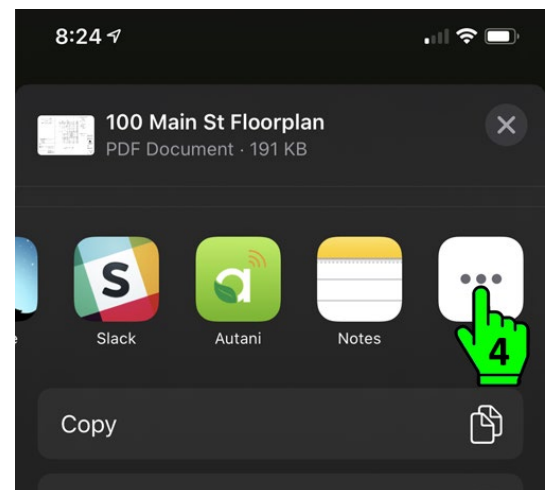 8:24
100 Main St Floorplan
PDF Document · 191 KB
S
a
e
Slack
Autani
Notes
4
Copy